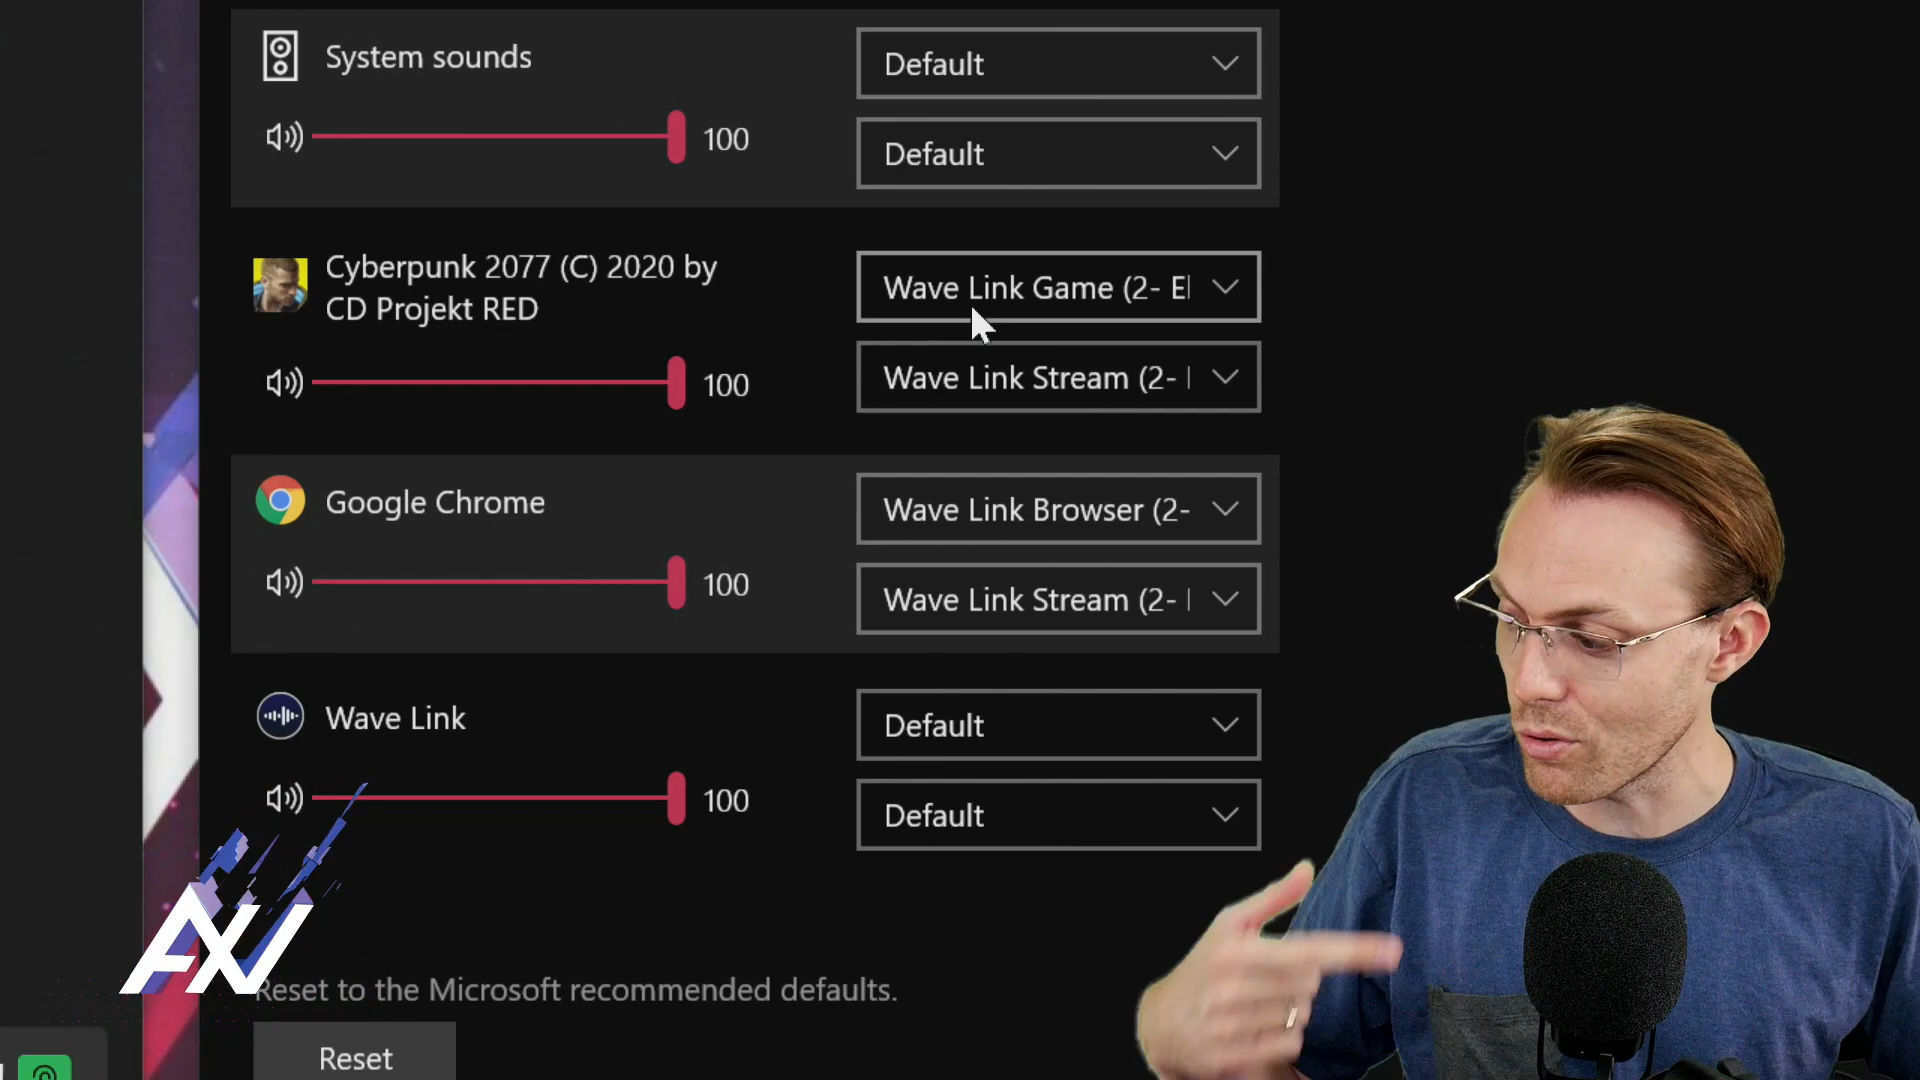 System sounds
Default
100
Default
Cyberpunk 2077 (C) 2020 by
CD Projekt RED
Wave Link Game (2- El
100
Wave Link Stream (2-
Google Chrome
Wave Link Browser (2-
100
Wave Link Stream (2-
Wave Link
Default
100
Default
Reset to the Microsoft recommended defaults.
Reset